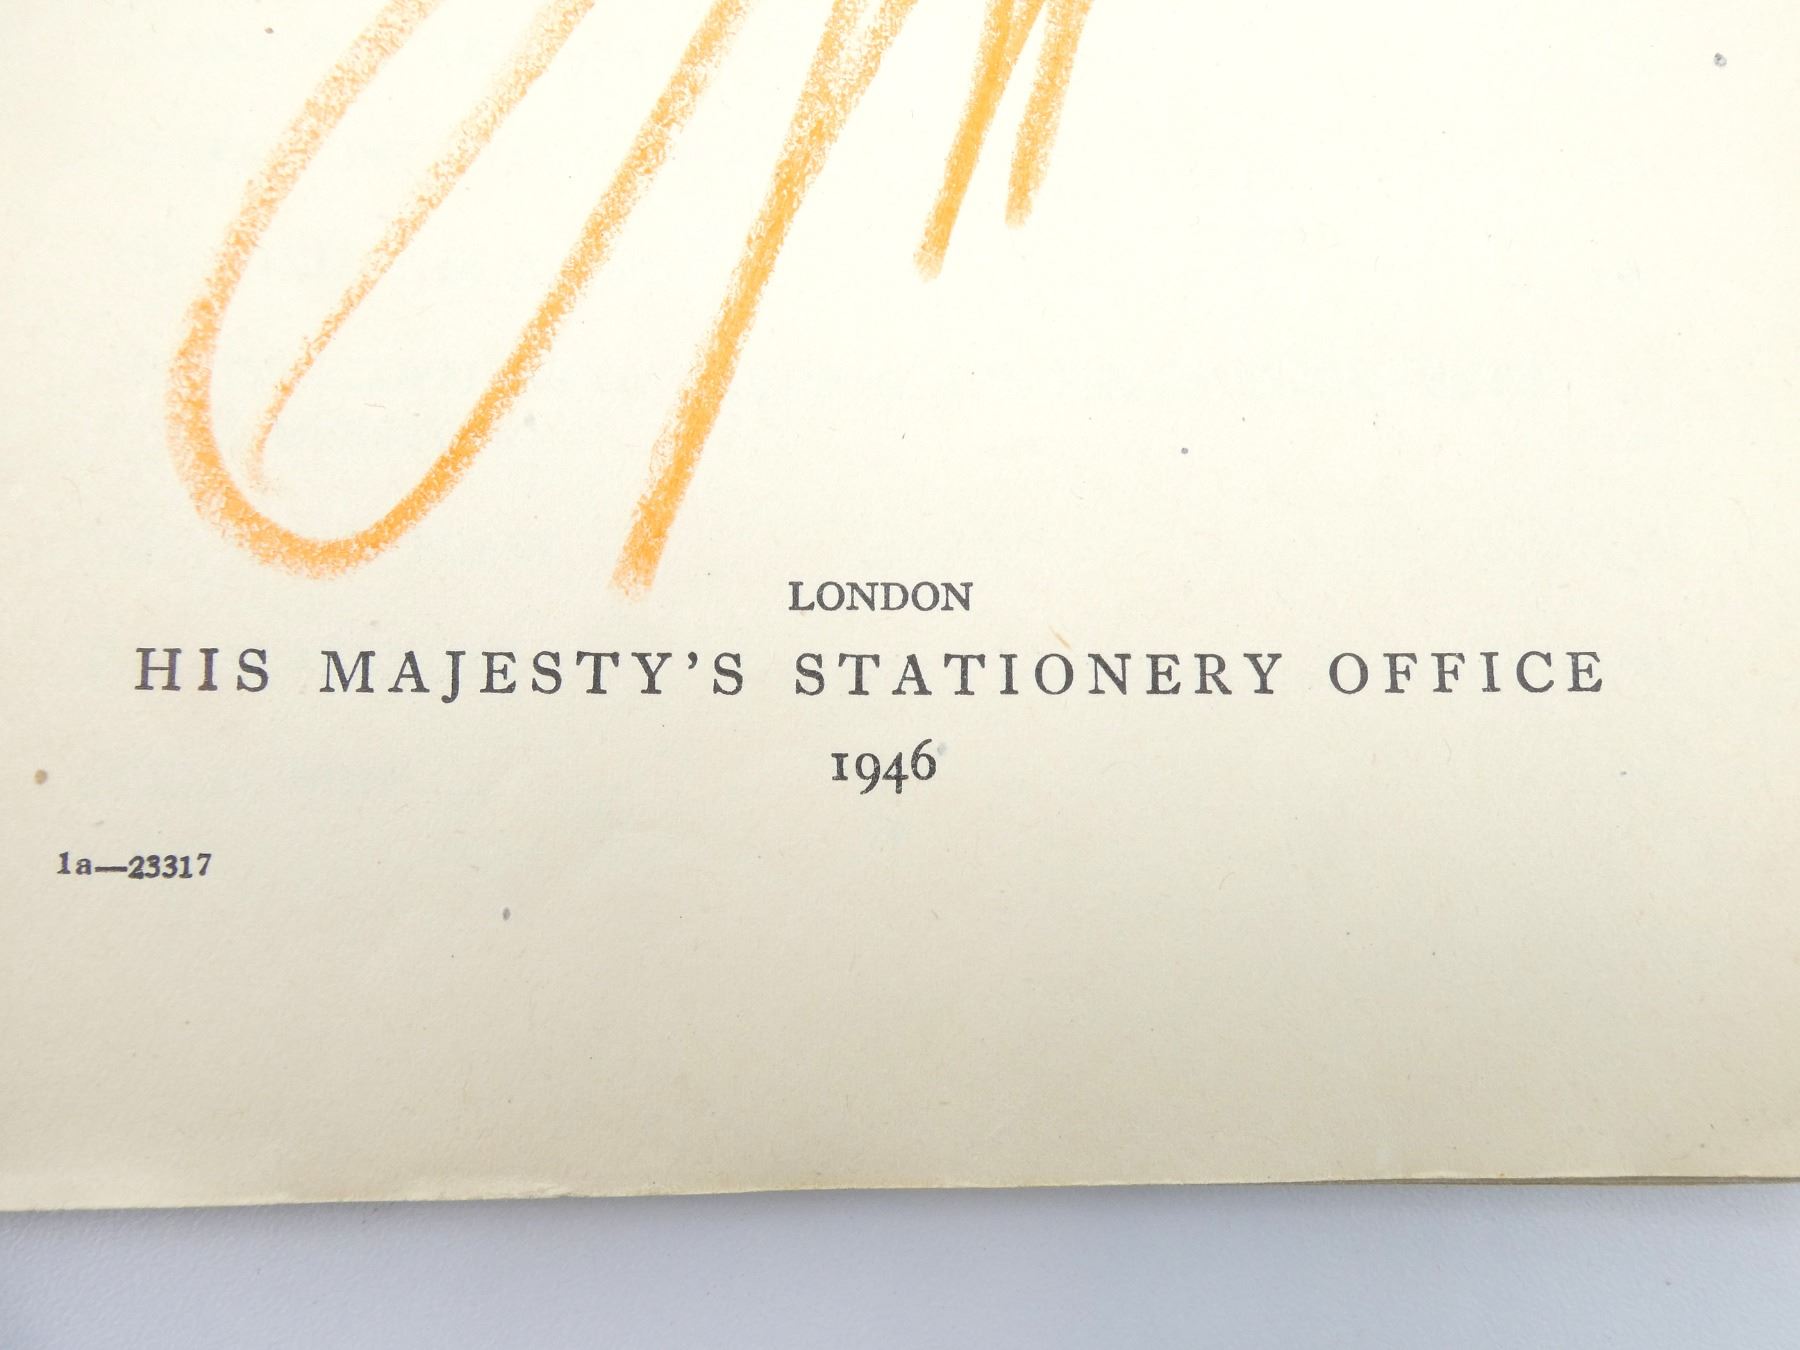 LONDON
HIS MAJESTY'S STATIONERY OFFICE
1946
1a—23317